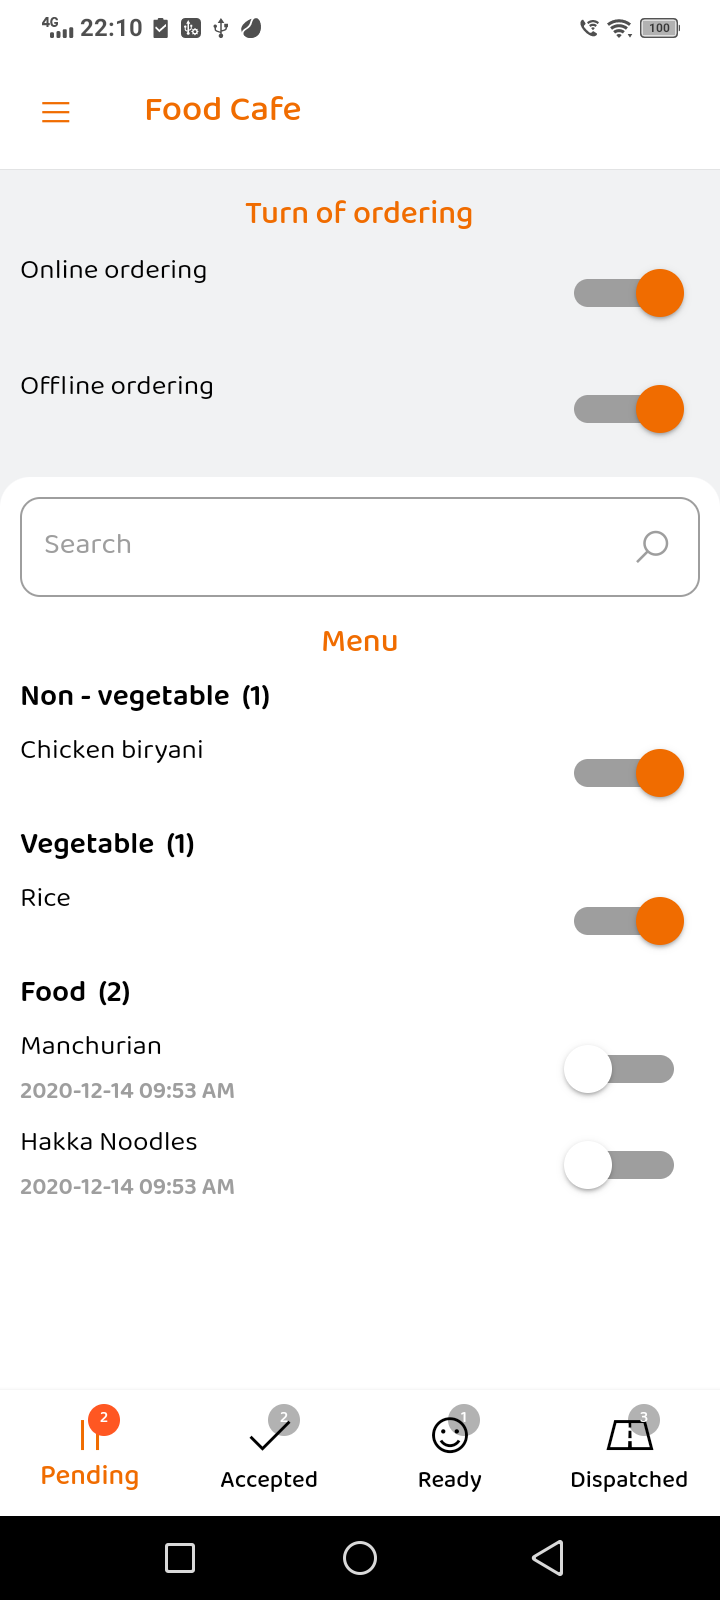 4G 22:10 100
Food Cafe
Turn of ordering
Online ordering
Offline ordering
Search
Menu
Non - vegetable (1)
Chicken biryani
Vegetable (1)
Rice
Food (2)
Manchurian
2020-12-14 09:53 AM
Hakka Noodles
2020-12-14 09:53 AM
2 2 1 3
Pending Accepted Ready Dispatched